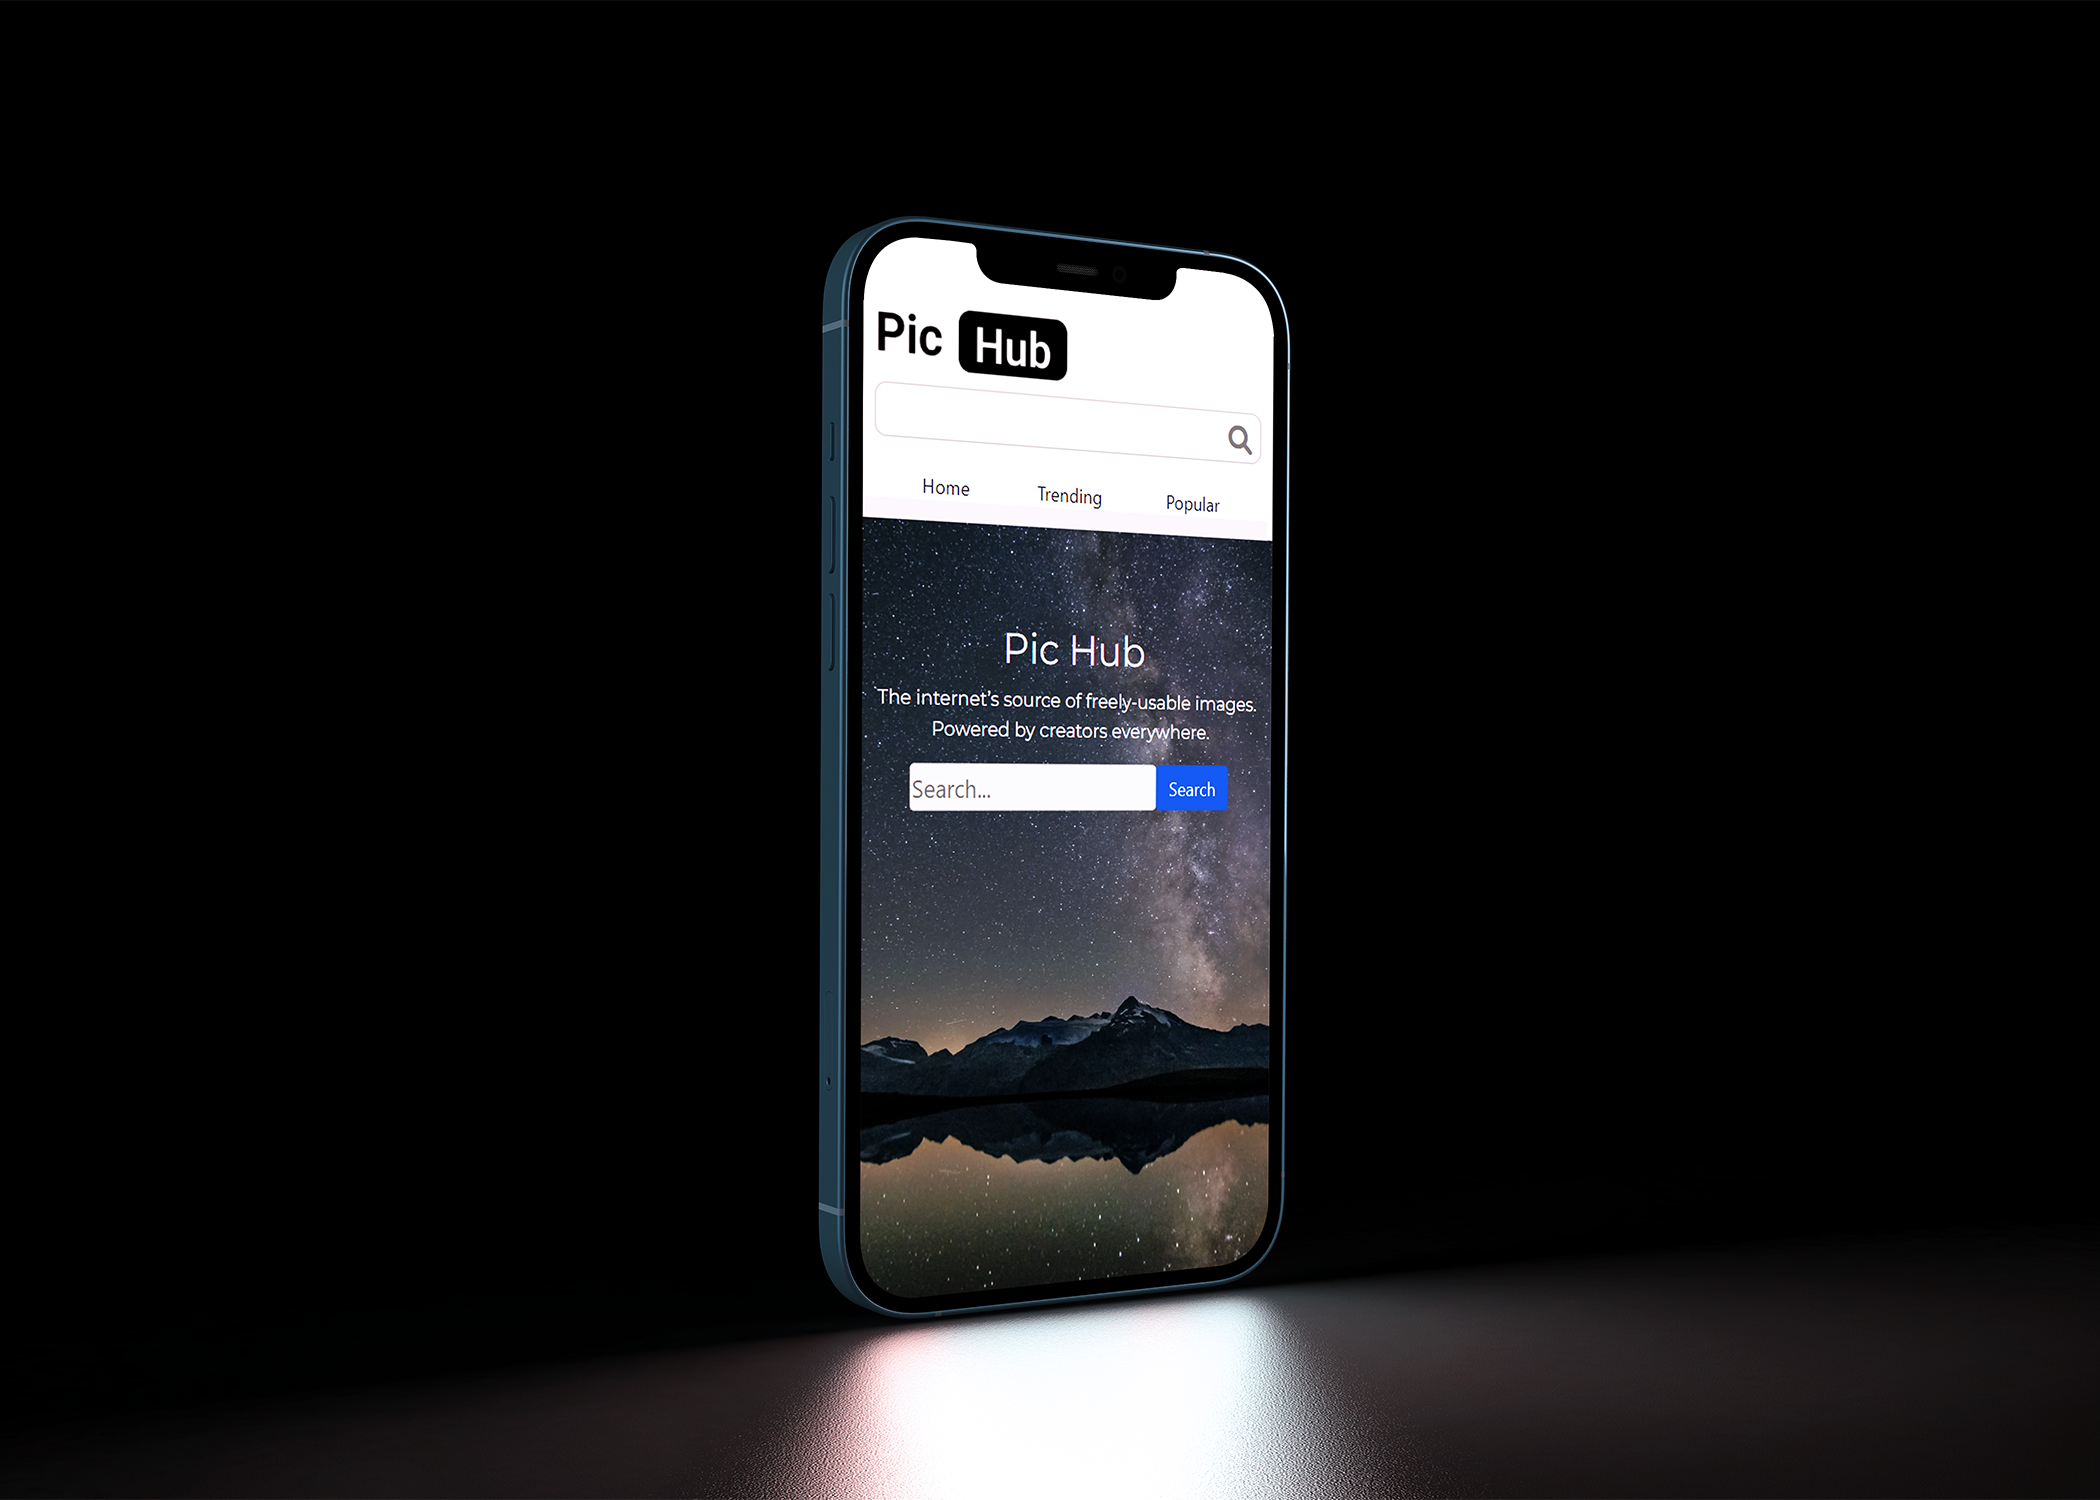 Pic Hub
Home Trending Popular
Pic Hub
The internet's source of freely-usable images.
Powered by creators everywhere.
Search... Search